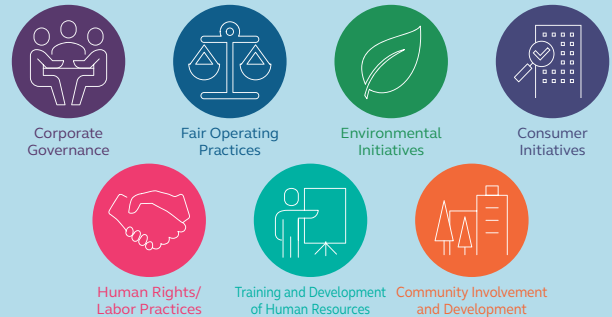 Corporate
Governance
Fair Operating
Practices
Environmental
Initiatives
Consumer
Initiatives
Human Rights/
Labor Practices
Training and Development
of Human Resources
Community Involvement
and Development